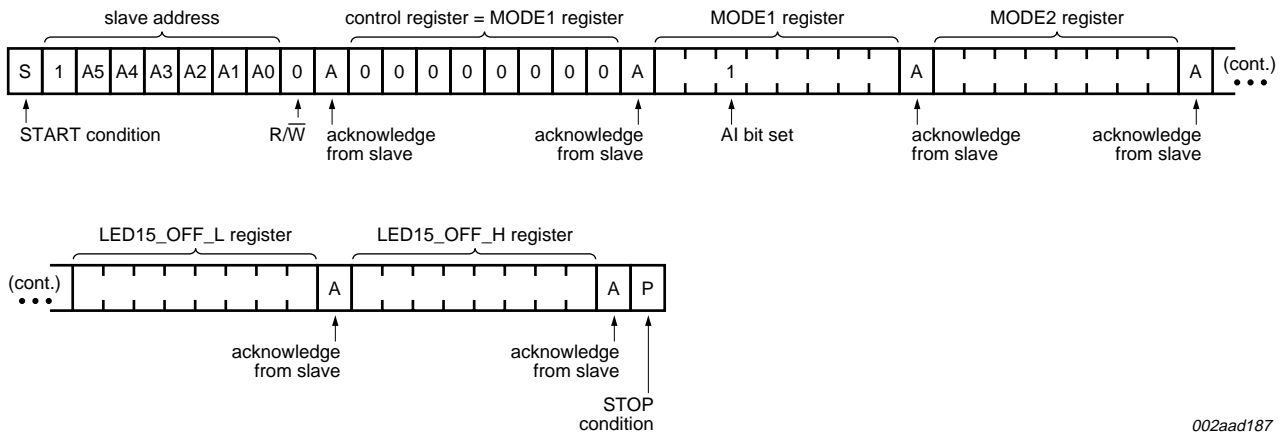 slave address control register = MODE1 register MODE1 register MODE2 register
S 1 A5 A4 A3 A2 A1 A0 0 A 0 0 0 0 0 0 0 0 A 1 A A (cont.)
START condition R/W̅ acknowledge from slave acknowledge from slave AI bit set acknowledge from slave acknowledge from slave
LED15_OFF_L register LED15_OFF_H register
(cont.) A A P
acknowledge from slave acknowledge from slave
STOP
condition
002aad187